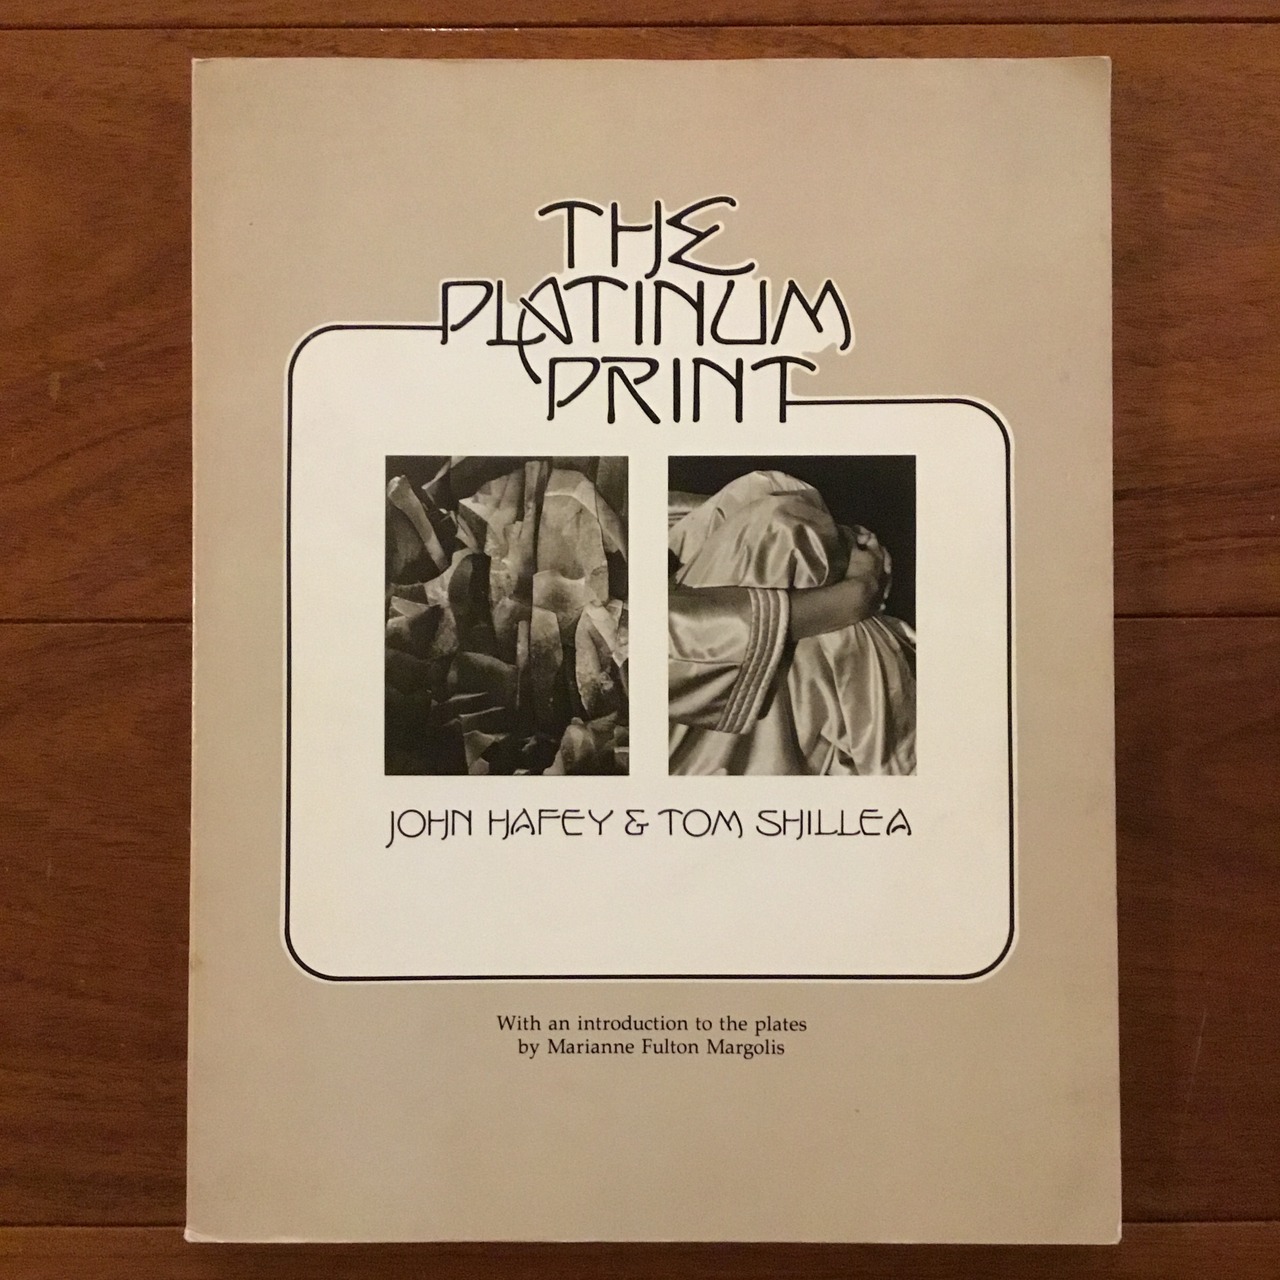 THE
PLATINUM
PRINT
JOHN HAFEY & TOM SHILLEA
With an introduction to the plates
by Marianne Fulton Margolis